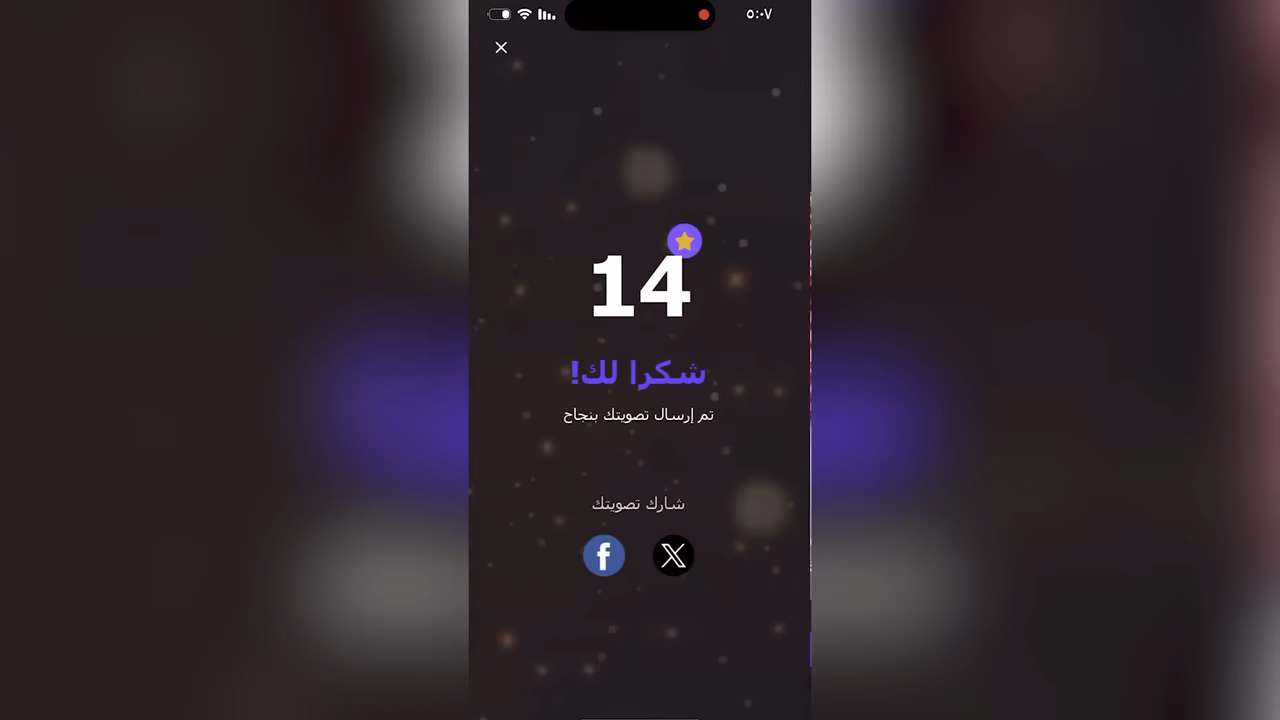 ٥:٠٧
14
شكرا لك!
تم إرسال تصويتك بنجاح
شارك تصويتك